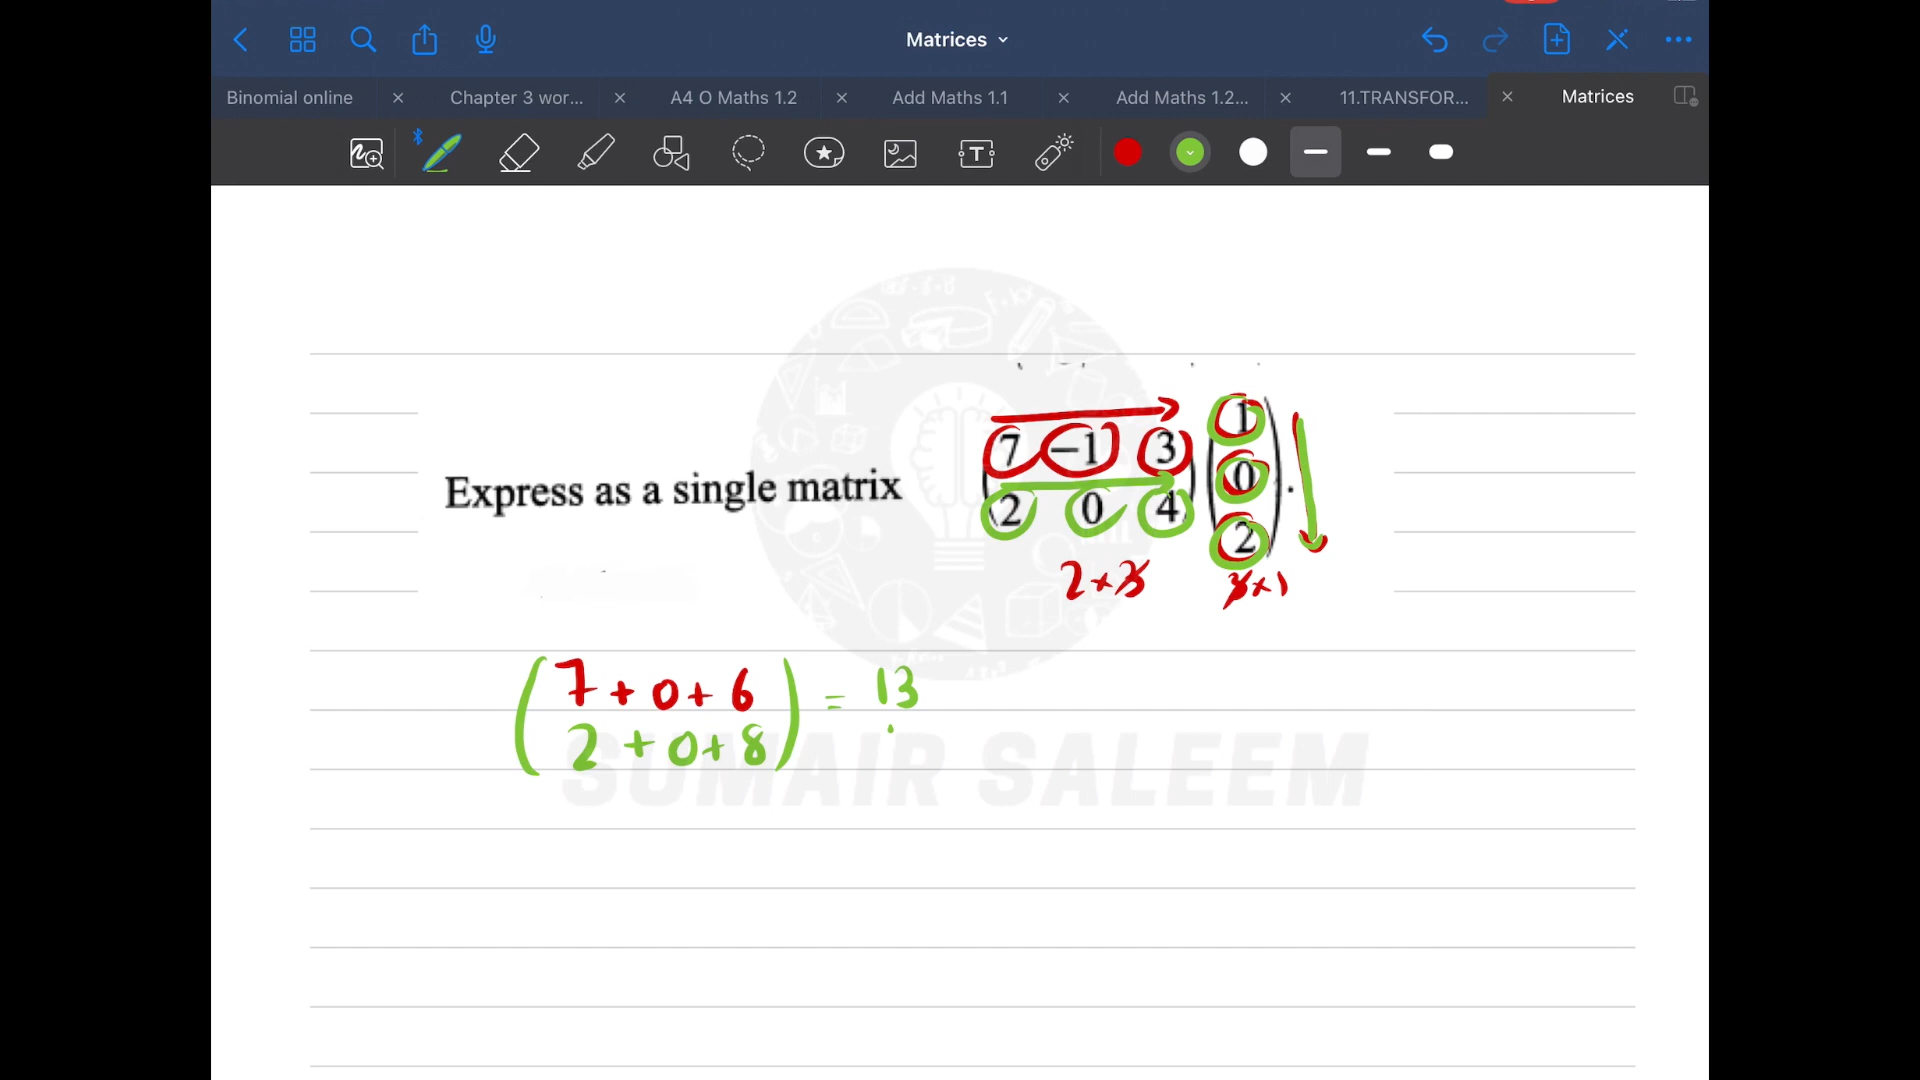 Matrices
Binomial online
Chapter 3 wor...
A4 O Maths 1.2
Add Maths 1.1
Add Maths 1.2...
11.TRANSFOR...
Matrices
T
Express as a single matrix
7 −1 3
2 0 4
1
0
2
.
2 × 3
3 × 1
( 7 + 0 + 6
2 + 0 + 8 ) = 13
SUMAIR SALEEM